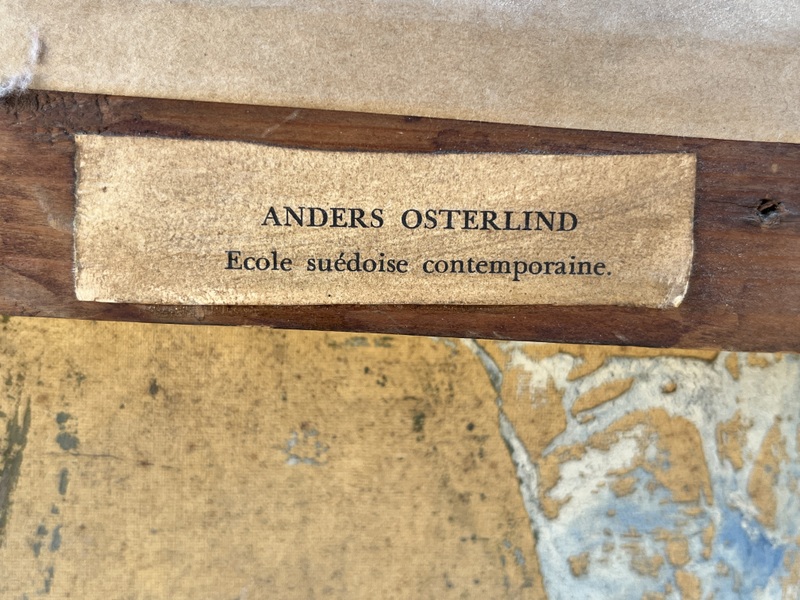 ANDERS OSTERLIND
Ecole suédoise contemporaine.